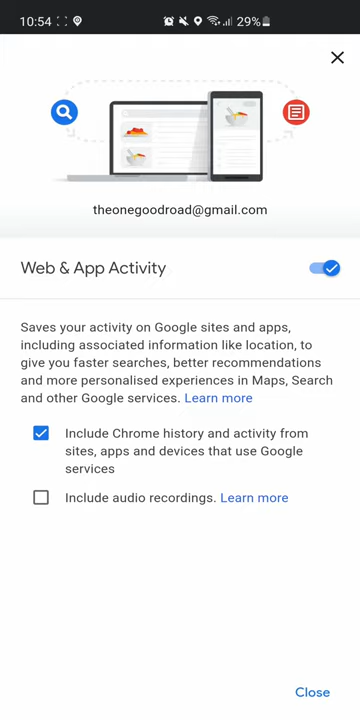 10:54 29%
theonegoodroad@gmail.com
Web & App Activity
Saves your activity on Google sites and apps,
including associated information like location, to
give you faster searches, better recommendations
and more personalised experiences in Maps, Search
and other Google services. Learn more
Include Chrome history and activity from
sites, apps and devices that use Google
services
Include audio recordings. Learn more
Close